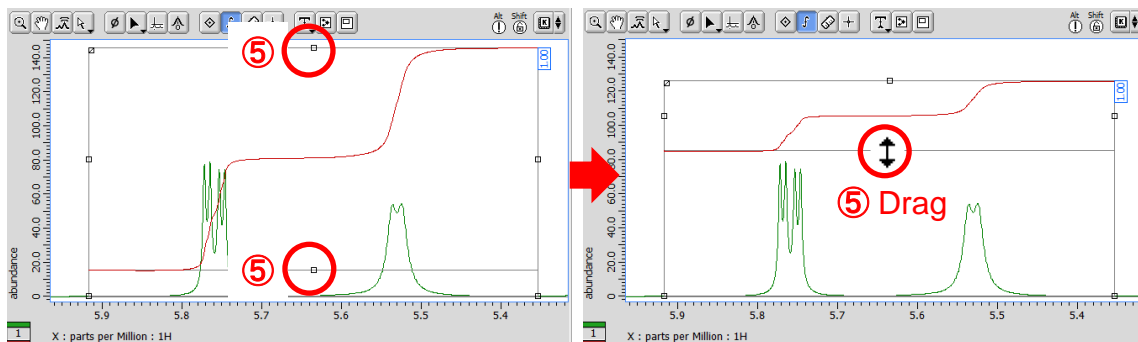 Alt Shift
⑤
1.00
140.0
120.0
100.0
80.0
60.0
40.0
20.0
0
abundance
⑤
5.9 5.8 5.7 5.6 5.5 5.4
1
X : parts per Million : 1H
Alt Shift
1.00
140.0
120.0
100.0
80.0
60.0
40.0
20.0
0
abundance
⑤ Drag
5.9 5.8 5.7 5.6 5.5 5.4
1
X : parts per Million : 1H